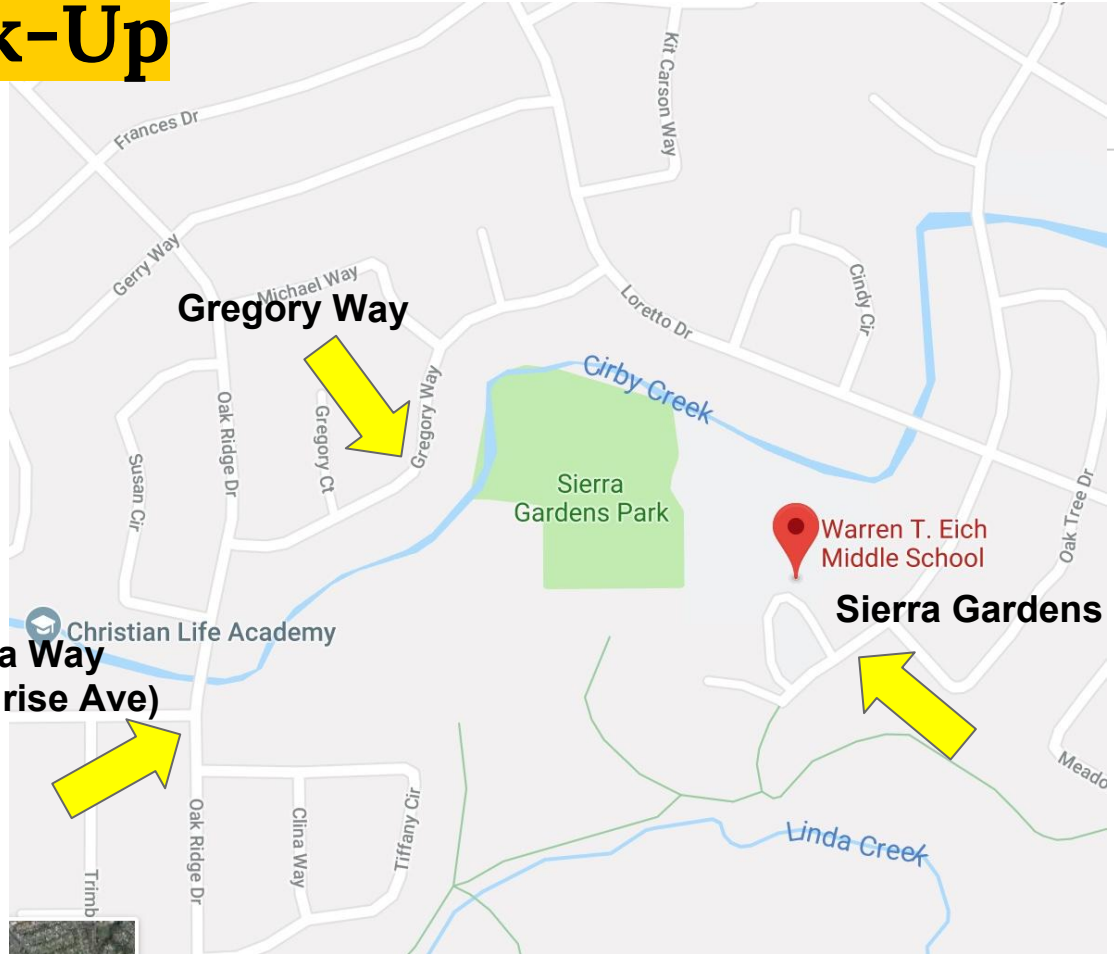 k-Up
Kit Carson Way
Frances Dr
Gerry Way
Michael Way
Gregory Way
Loretto Dr
Cindy Cir
Cirby Creek
Gregory Way
Oak Ridge Dr
Gregory Ct
Susan Cir
Sierra
Gardens Park
Oak Tree Dr
Warren T. Eich
Middle School
Sierra Gardens
Christian Life Academy
a Way
rise Ave)
Meado
Oak Ridge Dr
Clina Way
Tiffany Cir
Linda Creek
Trimb